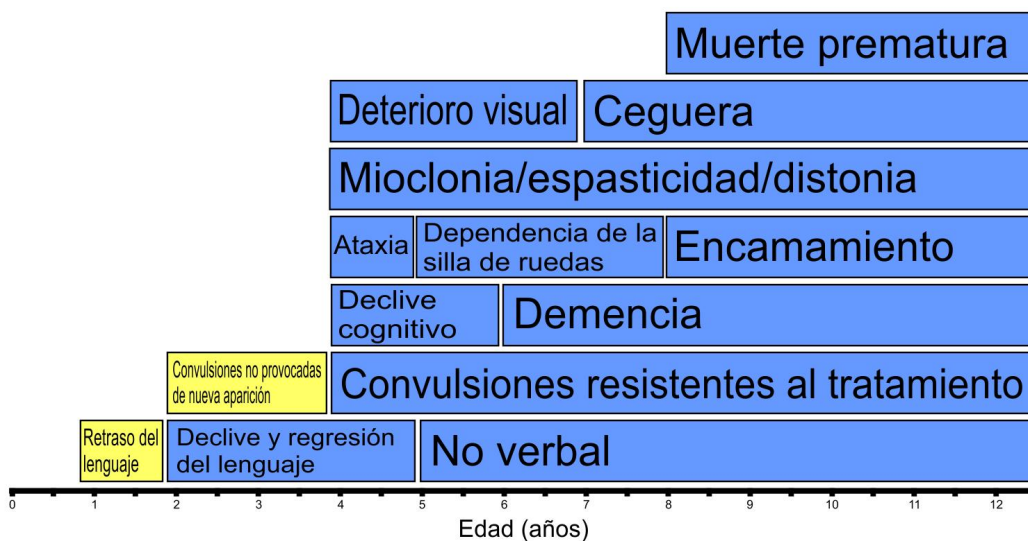 Muerte prematura
Deterioro visual
Ceguera
Mioclonia/espasticidad/distonia
Ataxia
Dependencia de la
silla de ruedas
Encamamiento
Declive
cognitivo
Demencia
Convulsiones no provocadas
de nueva aparición
Convulsiones resistentes al tratamiento
Retraso del
lenguaje
Declive y regresión
del lenguaje
No verbal
0 1 2 3 4 5 6 7 8 9 10 11 12
Edad (años)